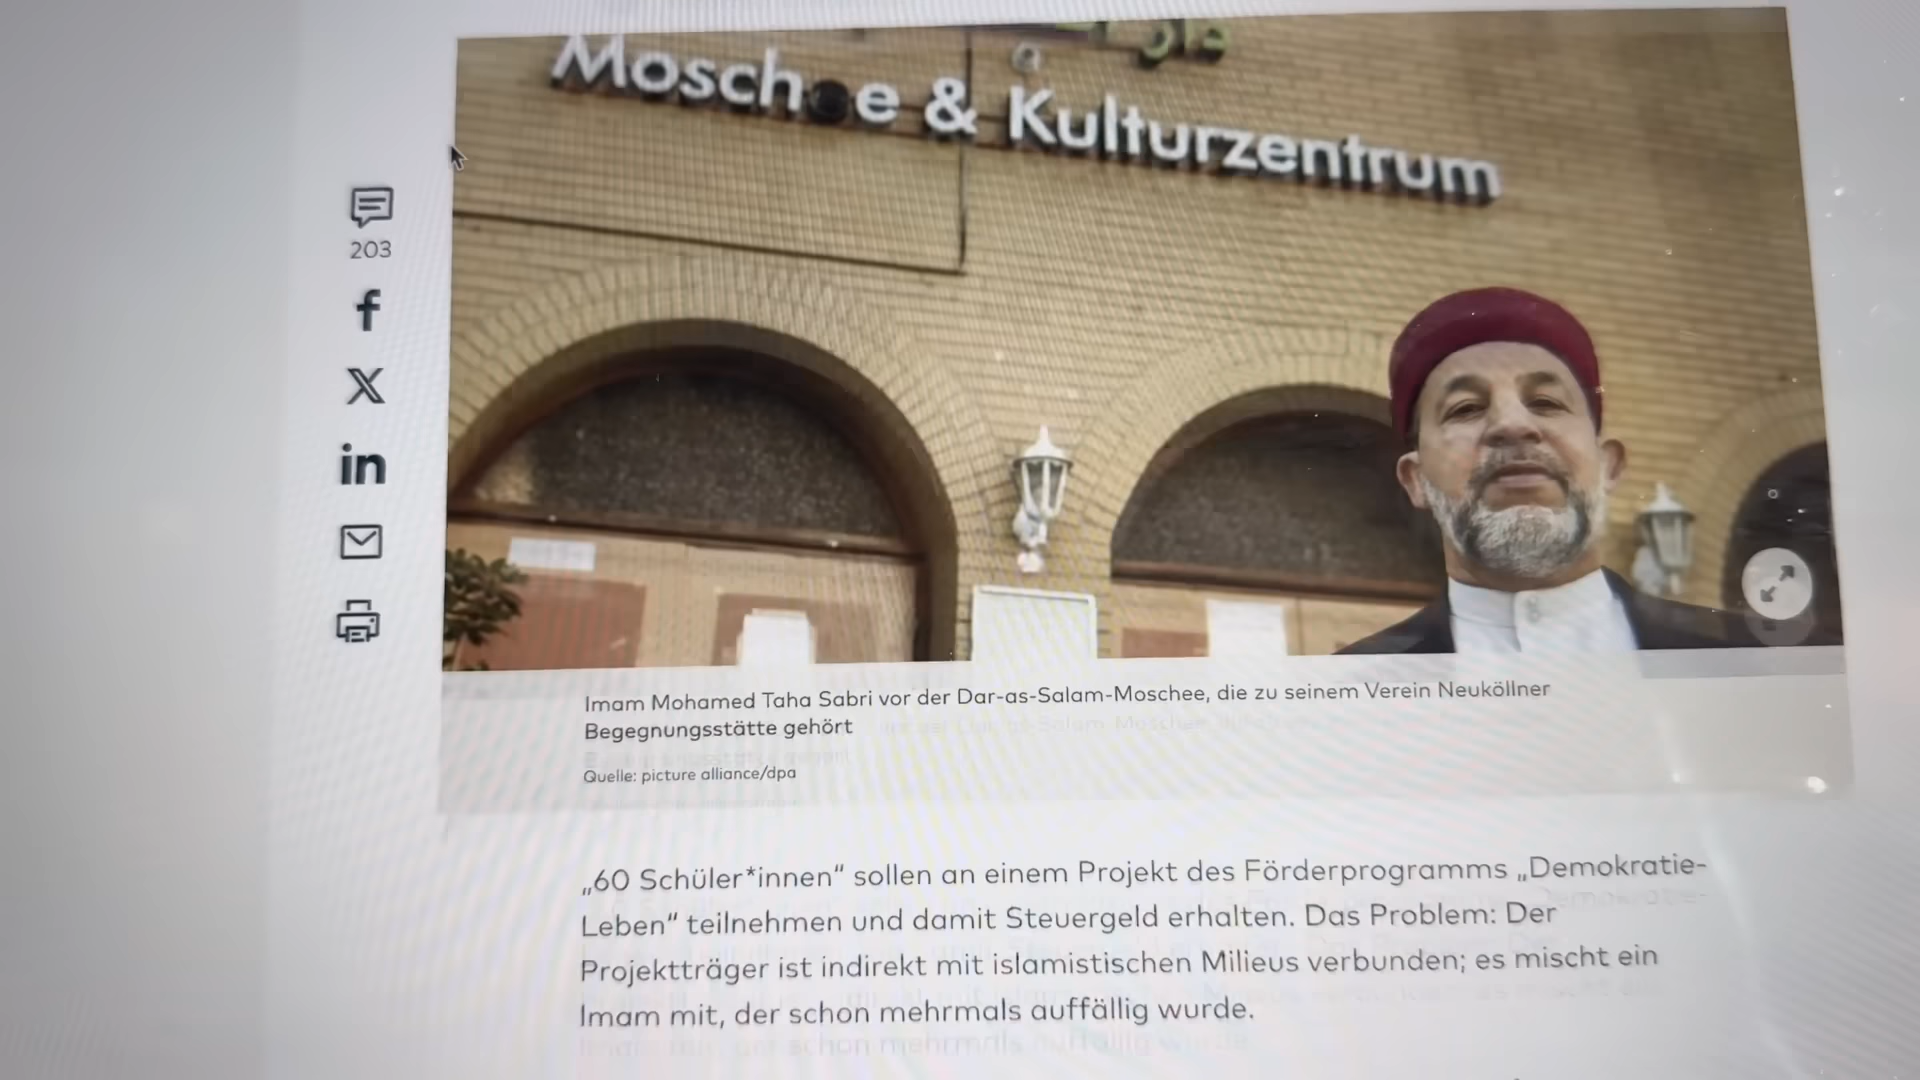 Moschee & Kulturzentrum
203
f
X
in
Imam Mohamed Taha Sabri vor der Dar-as-Salam-Moschee, die zu seinem Verein Neuköllner
Begegnungsstätte gehört
Quelle: picture alliance/dpa
„60 Schüler*innen“ sollen an einem Projekt des Förderprogramms „Demokratie-
Leben“ teilnehmen und damit Steuergeld erhalten. Das Problem: Der
Projektträger ist indirekt mit islamistischen Milieus verbunden; es mischt ein
Imam mit, der schon mehrmals auffällig wurde.